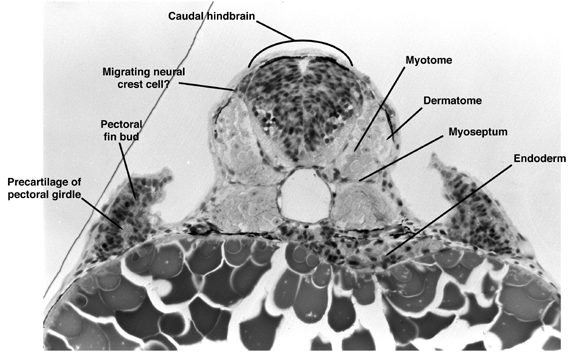 Caudal hindbrain
Migrating neural
crest cell?
Myotome
Dermatome
Pectoral
fin bud
Myoseptum
Endoderm
Precartilage of
pectoral girdle